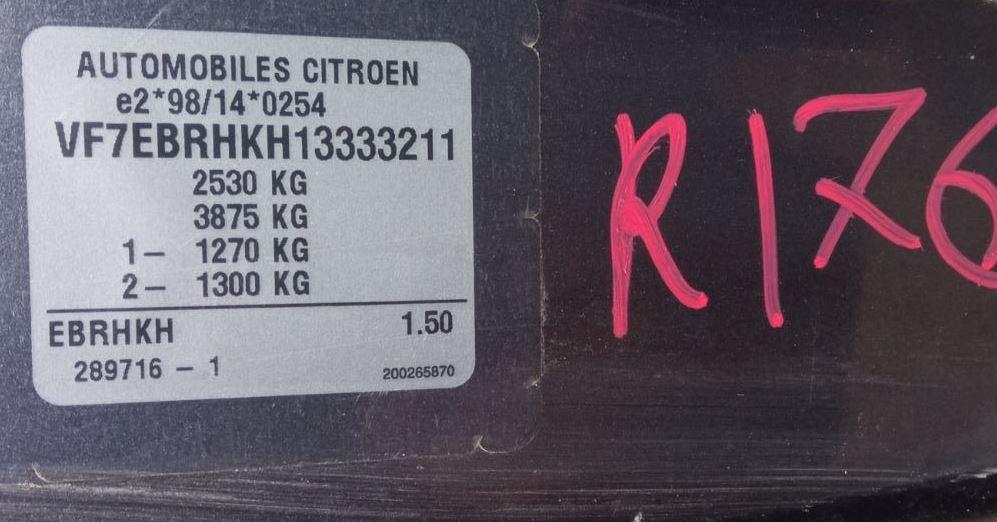 AUTOMOBILES CITROEN
e2*98/14*0254
VF7EBRHKH13333211
2530 KG
3875 KG
1- 1270 KG
2- 1300 KG
EBRHKH 1.50
289716 - 1 200265870
R176